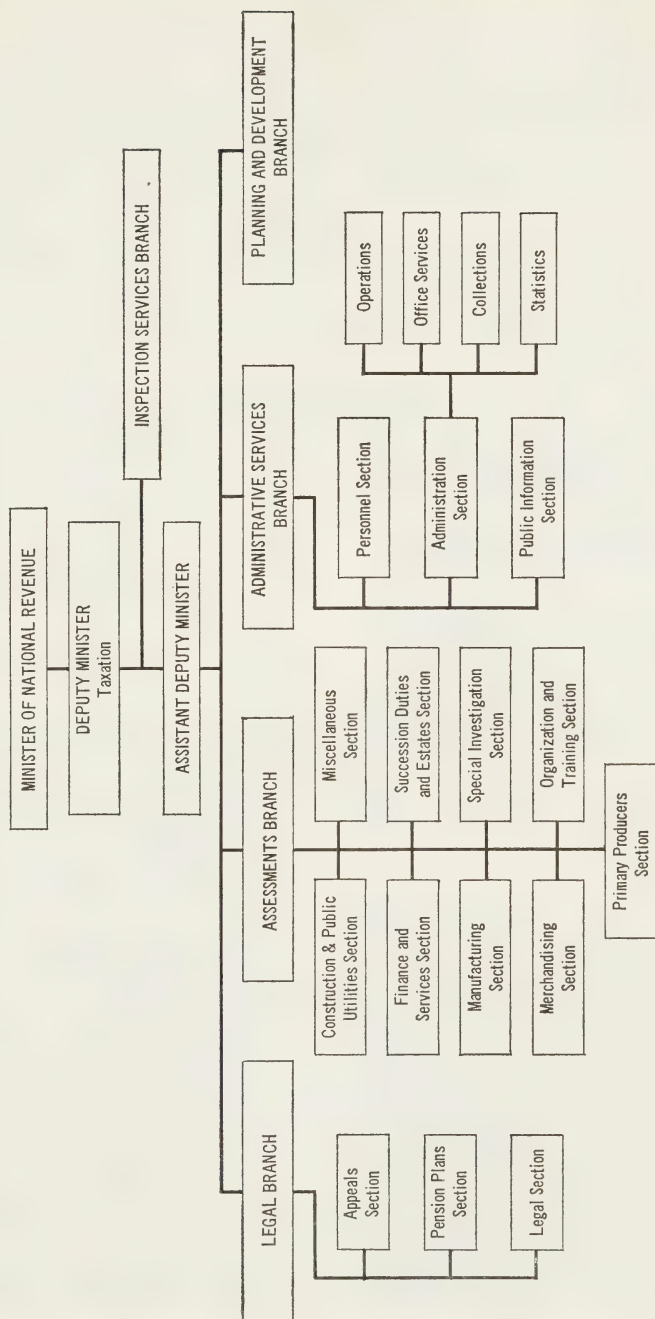 MINISTER OF NATIONAL REVENUE
DEPUTY MINISTER
Taxation
INSPECTION SERVICES BRANCH
ASSISTANT DEPUTY MINISTER
LEGAL BRANCH
ASSESSMENTS BRANCH
ADMINISTRATIVE SERVICES
BRANCH
PLANNING AND DEVELOPMENT
BRANCH
Appeals
Section
Pension Plans
Section
Legal Section
Construction & Public
Utilities Section
Miscellaneous
Section
Finance and
Services Section
Succession Duties
and Estates Section
Manufacturing
Section
Special Investigation
Section
Merchandising
Section
Organization and
Training Section
Primary Producers
Section
Personnel Section
Administration
Section
Public Information
Section
Operations
Office Services
Collections
Statistics